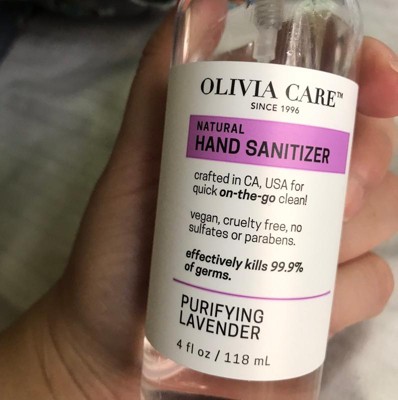 OLIVIA CARE™
SINCE 1996
NATURAL
HAND SANITIZER
crafted in CA, USA for
quick on-the-go clean!
vegan, cruelty free, no
sulfates or parabens.
effectively kills 99.9%
of germs.
PURIFYING
LAVENDER
4 fl oz / 118 mL